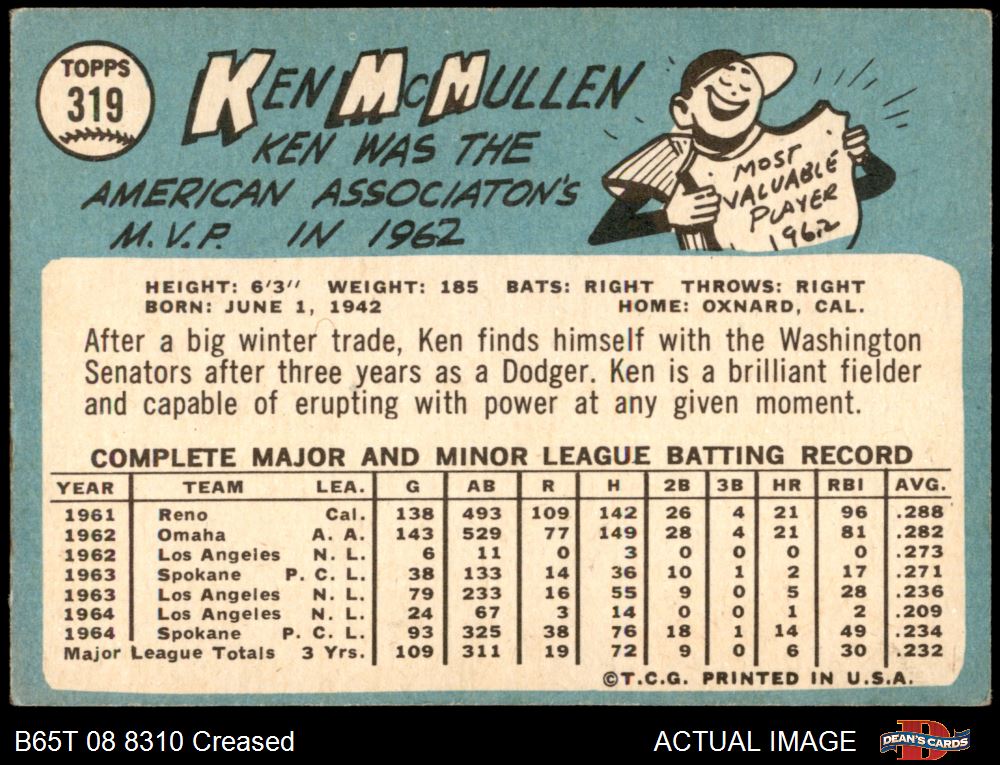 TOPPS
319
KEN MCMULLEN
KEN WAS THE
AMERICAN ASSOCIATON'S
M.V.P. IN 1962
MOST
VALUABLE
PLAYER
1962
HEIGHT: 6'3" WEIGHT: 185 BATS: RIGHT THROWS: RIGHT
BORN: JUNE 1, 1942 HOME: OXNARD, CAL.
After a big winter trade, Ken finds himself with the Washington
Senators after three years as a Dodger. Ken is a brilliant fielder
and capable of erupting with power at any given moment.
COMPLETE MAJOR AND MINOR LEAGUE BATTING RECORD
YEAR TEAM LEA. G AB R H 2B 3B HR RBI AVG.
1961 Reno Cal. 138 493 109 142 26 4 21 96 .288
1962 Omaha A. A. 143 529 77 149 28 4 21 81 .282
1962 Los Angeles N. L. 6 11 0 3 0 0 0 0 .273
1963 Spokane P. C. L. 38 133 14 36 10 1 2 17 .271
1963 Los Angeles N. L. 79 233 16 55 9 0 5 28 .236
1964 Los Angeles N. L. 24 67 3 14 0 0 1 2 .209
1964 Spokane P. C. L. 93 325 38 76 18 1 14 49 .234
Major League Totals 3 Yrs. 109 311 19 72 9 0 6 30 .232
©T.C.G. PRINTED IN U.S.A.
B65T 08 8310 Creased
ACTUAL IMAGE
D
DEAN'S CARDS